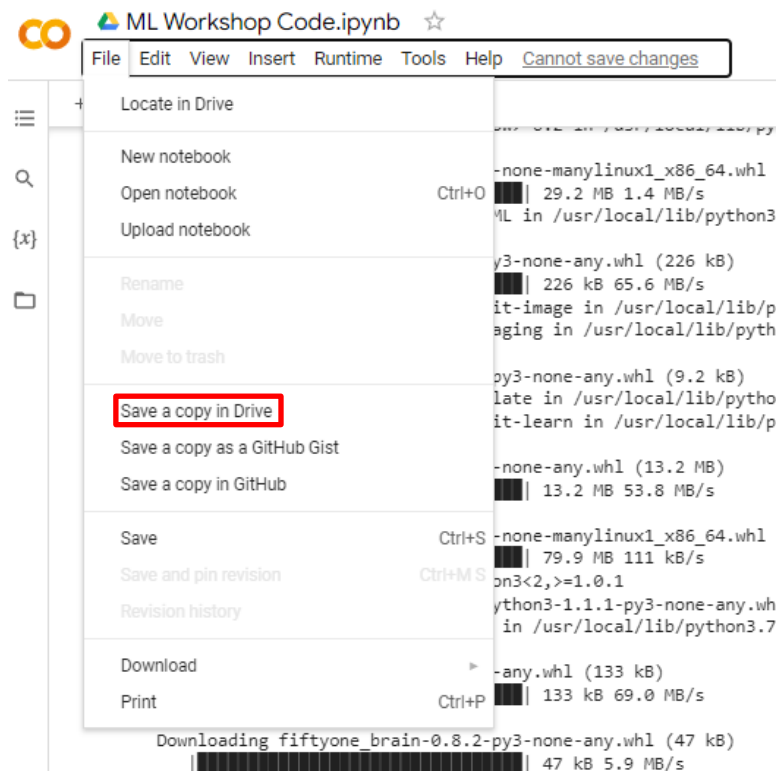 ML Workshop Code.ipynb
File Edit View Insert Runtime Tools Help Cannot save changes
Locate in Drive
New notebook
-none-manylinux1_x86_64.whl
Open notebook Ctrl+O | 29.2 MB 1.4 MB/s
ML in /usr/local/lib/python3
Upload notebook
{x}
y3-none-any.whl (226 kB)
Rename | 226 kB 65.6 MB/s
it-image in /usr/local/lib/p
Move aging in /usr/local/lib/pyth
Move to trash
py3-none-any.whl (9.2 kB)
late in /usr/local/lib/pytho
Save a copy in Drive
it-learn in /usr/local/lib/p
Save a copy as a GitHub Gist
-none-any.whl (13.2 MB)
Save a copy in GitHub | 13.2 MB 53.8 MB/s
Save Ctrl+S -none-manylinux1_x86_64.whl
| 79.9 MB 111 kB/s
Save and pin revision Ctrl+M S on3<2,>=1.0.1
ython3-1.1.1-py3-none-any.wh
Revision history
in /usr/local/lib/python3.7
Download -any.whl (133 kB)
Print Ctrl+P | 133 kB 69.0 MB/s
Downloading fiftyone_brain-0.8.2-py3-none-any.whl (47 kB)
| 47 kB 5.9 MB/s